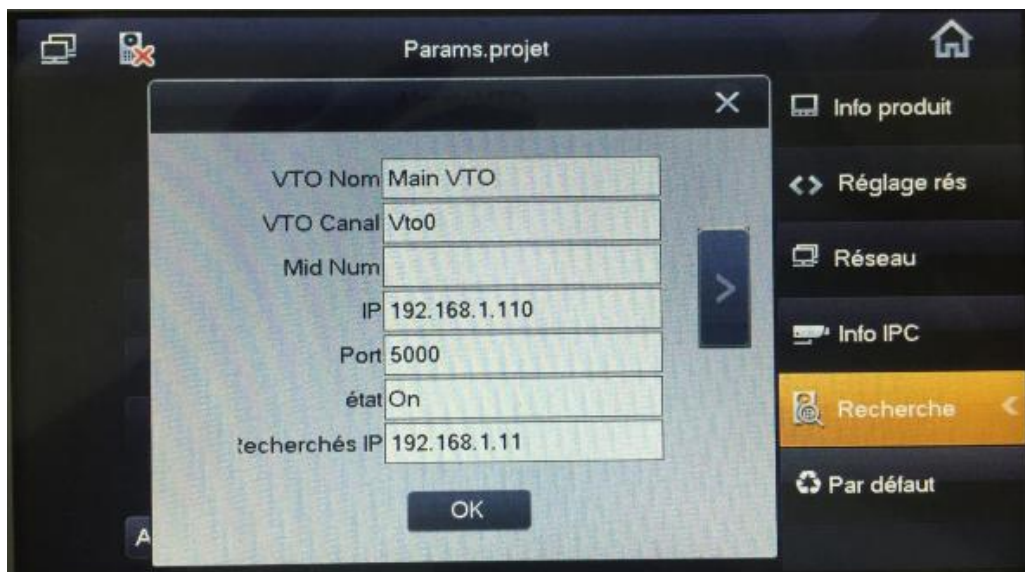 Params.projet
VTO Nom Main VTO
VTO Canal Vto0
Mid Num
IP 192.168.1.110
Port 5000
état On
echerchés IP 192.168.1.11
OK
A
Info produit
Réglage rés
Réseau
Info IPC
Recherche
Par défaut